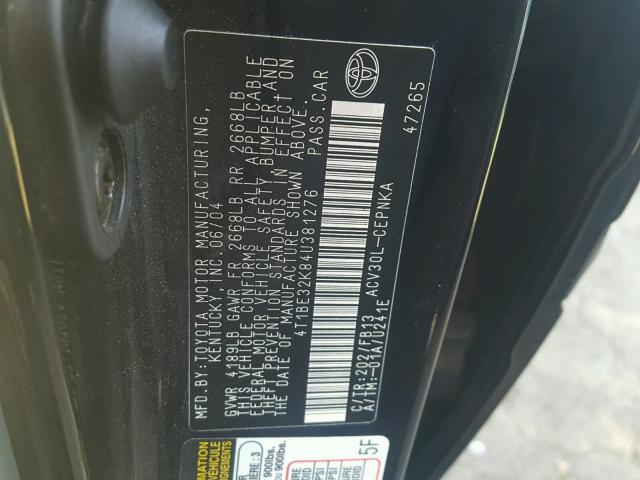 MFD.BY:TOYOTA MOTOR MANUFACTURING,
KENTUCKY,INC. 06/04
GVWR 4189LB GAWR FR 2668LB RR 2668LB
THIS VEHICLE CONFORMS TO ALL APPLICABLE
FEDERAL MOTOR VEHICLE SAFETY, BUMPER AND
THEFT PREVENTION STANDARDS IN EFFECT ON
DATE OF MANUFACTURE SHOWN ABOVE.
4T1BE32K84U381276 PASS.CAR
C/TR:202/FB13 ACV30L-CEPNKA 47265
A/TM:-01A/U241E
5F